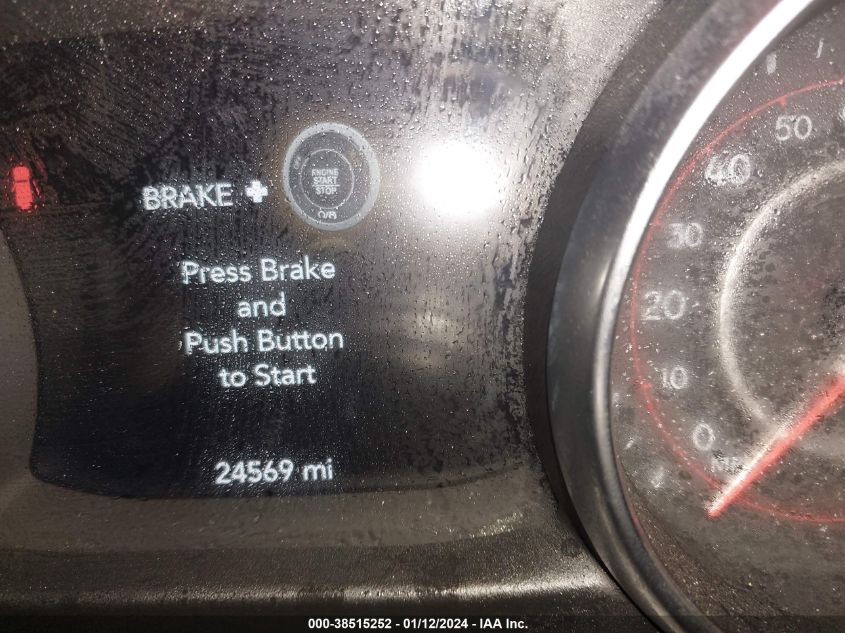 BRAKE +
ENGINE
START
STOP
Press Brake
and
Push Button
to Start
24569 mi
50
40
30
20
10
0
000-38515252 - 01/12/2024 - IAA Inc.